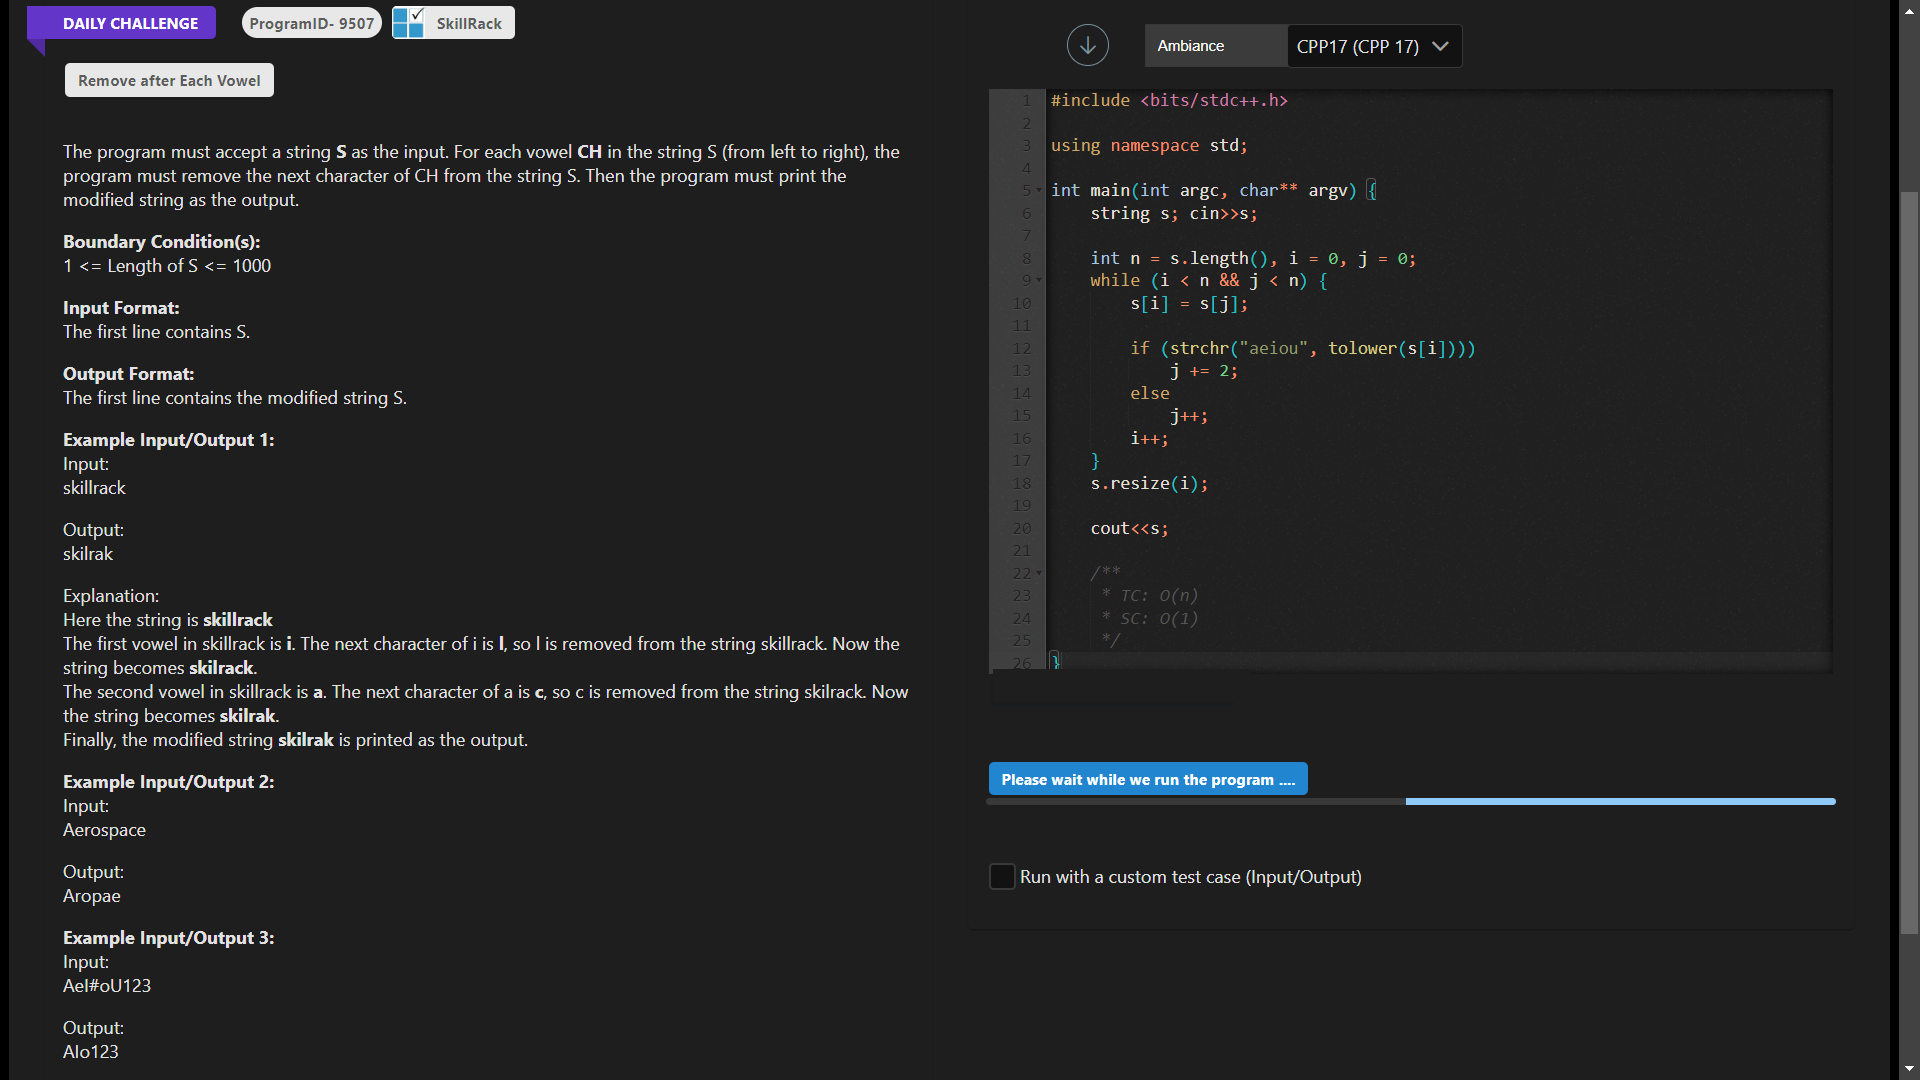 DAILY CHALLENGE
ProgramID- 9507
SkillRack
Remove after Each Vowel
The program must accept a string S as the input. For each vowel CH in the string S (from left to right), the
program must remove the next character of CH from the string S. Then the program must print the
modified string as the output.
Boundary Condition(s):
1 <= Length of S <= 1000
Input Format:
The first line contains S.
Output Format:
The first line contains the modified string S.
Example Input/Output 1:
Input:
skillrack
Output:
skilrak
Explanation:
Here the string is skillrack
The first vowel in skillrack is i. The next character of i is l, so l is removed from the string skillrack. Now the
string becomes skilrack.
The second vowel in skillrack is a. The next character of a is c, so c is removed from the string skilrack. Now
the string becomes skilrak.
Finally, the modified string skilrak is printed as the output.
Example Input/Output 2:
Input:
Aerospace
Output:
Aropae
Example Input/Output 3:
Input:
AeI#oU123
Output:
AIo123
Ambiance
CPP17 (CPP 17)
1 #include <bits/stdc++.h>
2
3 using namespace std;
4
5 int main(int argc, char** argv) {
6     string s; cin>>s;
7
8     int n = s.length(), i = 0, j = 0;
9     while (i < n && j < n) {
10         s[i] = s[j];
11
12         if (strchr("aeiou", tolower(s[i])))
13             j += 2;
14         else
15             j++;
16         i++;
17     }
18     s.resize(i);
19
20     cout<<s;
21
22     /**
23      * TC: O(n)
24      * SC: O(1)
25      */
26 }
Please wait while we run the program ....
Run with a custom test case (Input/Output)